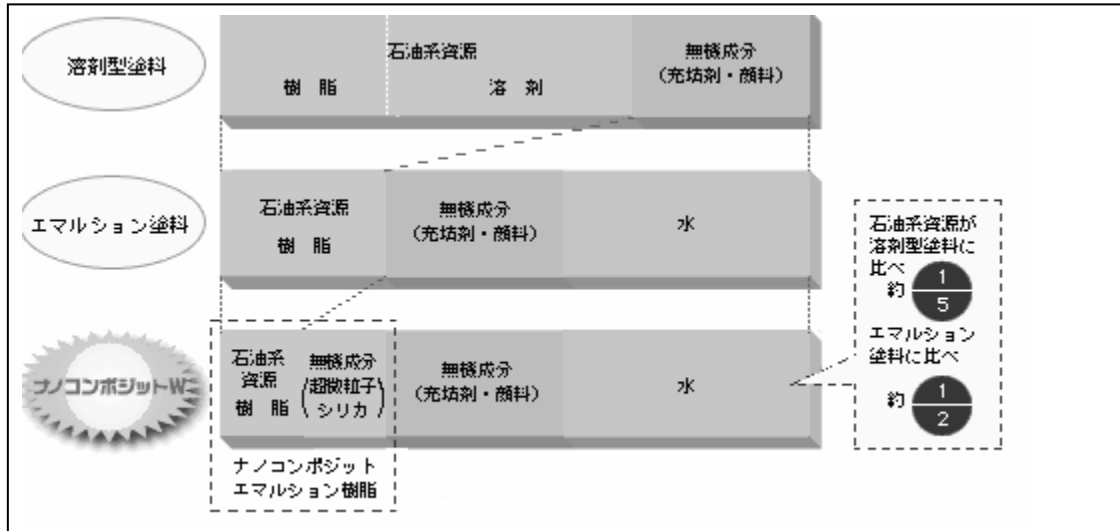 溶剤型塗料
石油系資源
樹 脂
溶 剤
無機成分
(充填剤・顔料)
エマルション塗料
石油系資源
樹 脂
無機成分
(充填剤・顔料)
水
石油系資源が
溶剤型塗料に
比べ
約 1/5
エマルション
塗料に比べ
約 1/2
ナノコンポジットW
石油系
資源
樹 脂
無機成分
(超微粒子
シリカ)
無機成分
(充填剤・顔料)
水
ナノコンポジット
エマルション樹脂